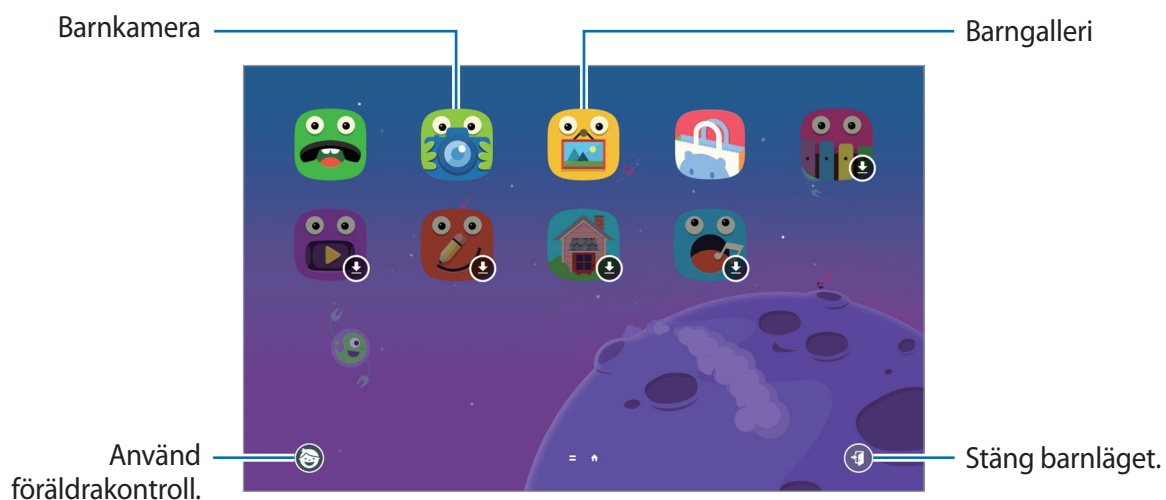 Barnkamera
Barngalleri
Använd
föräldrakontroll.
Stäng barnläget.